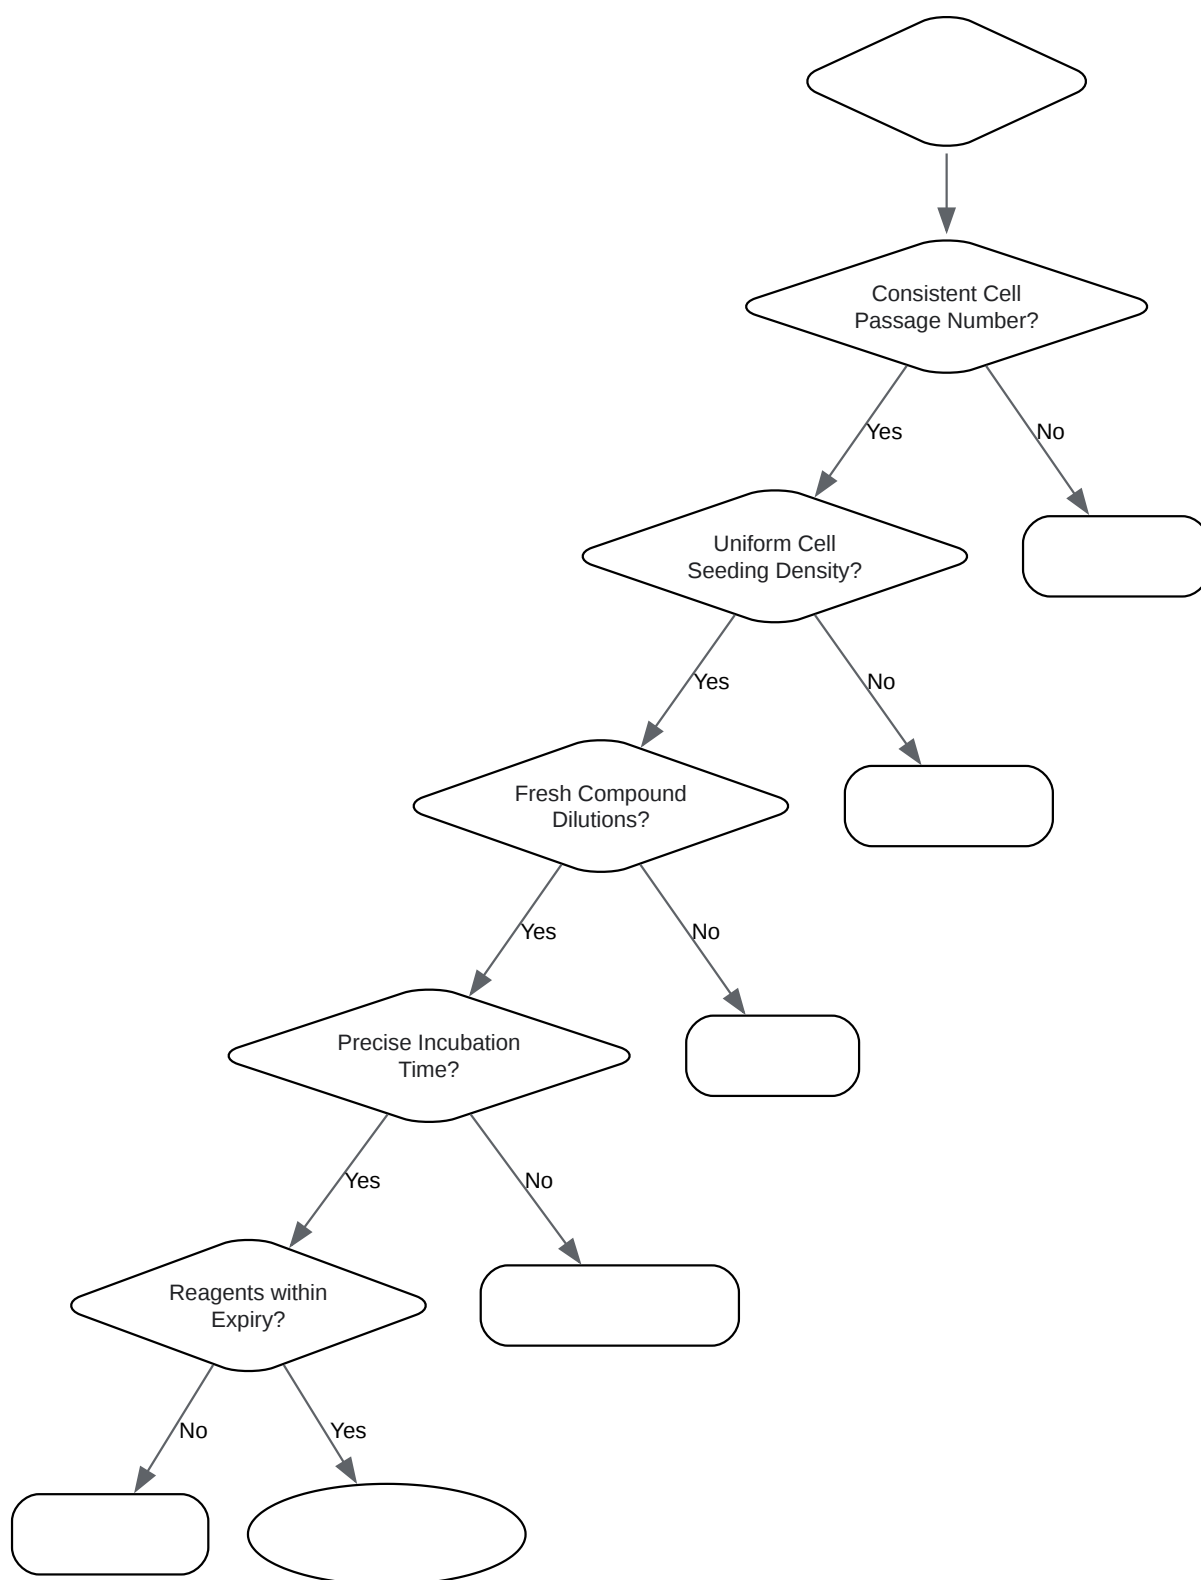 Consistent Cell
Passage Number?
Yes
No
Uniform Cell
Seeding Density?
Yes
No
Fresh Compound
Dilutions?
Yes
No
Precise Incubation
Time?
Yes
No
Reagents within
Expiry?
No
Yes